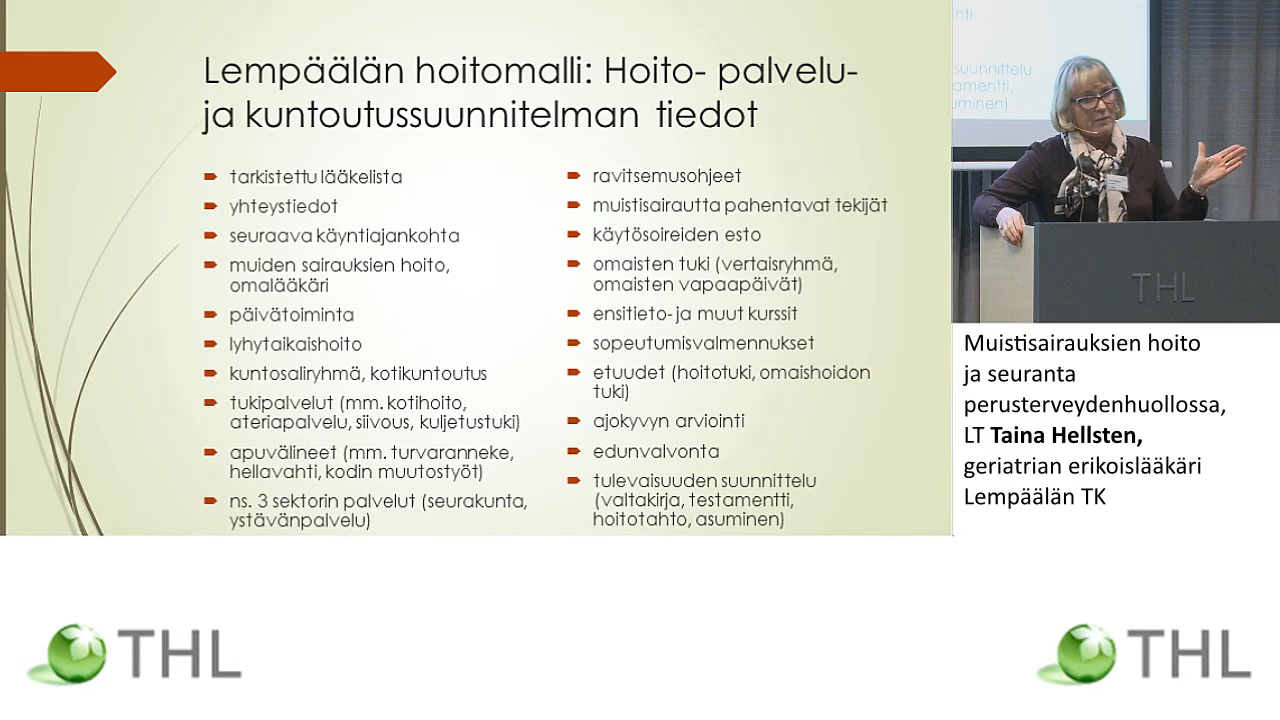 Lempäälän hoitomalli: Hoito- palvelu-
ja kuntoutussuunnitelman tiedot
tarkistettu lääkelista
yhteystiedot
seuraava käyntiajankohta
muiden sairauksien hoito,
omalääkäri
päivätoiminta
lyhytaikaishoito
kuntosaliryhmä, kotikuntoutus
tukipalvelut (mm. kotihoito,
ateriapalvelu, siivous, kuljetustuki)
apuvälineet (mm. turvaranneke,
hellavahti, kodin muutostyöt)
ns. 3 sektorin palvelut (seurakunta,
ystävänpalvelu)
ravitsemusohjeet
muistisairautta pahentavat tekijät
käytösoireiden esto
omaisten tuki (vertaisryhmä,
omaisten vapaapäivät)
ensitieto- ja muut kurssit
sopeutumisvalmennukset
etuudet (hoitotuki, omaishoidon
tuki)
ajokyvyn arviointi
edunvalvonta
tulevaisuuden suunnittelu
(valtakirja, testamentti,
hoitotahto, asuminen)
nti
suunnittelu
amentti,
uminen)
THL
Muistisairauksien hoito
ja seuranta
perusterveydenhuollossa,
LT Taina Hellsten,
geriatrian erikoislääkäri
Lempäälän TK
THL
THL